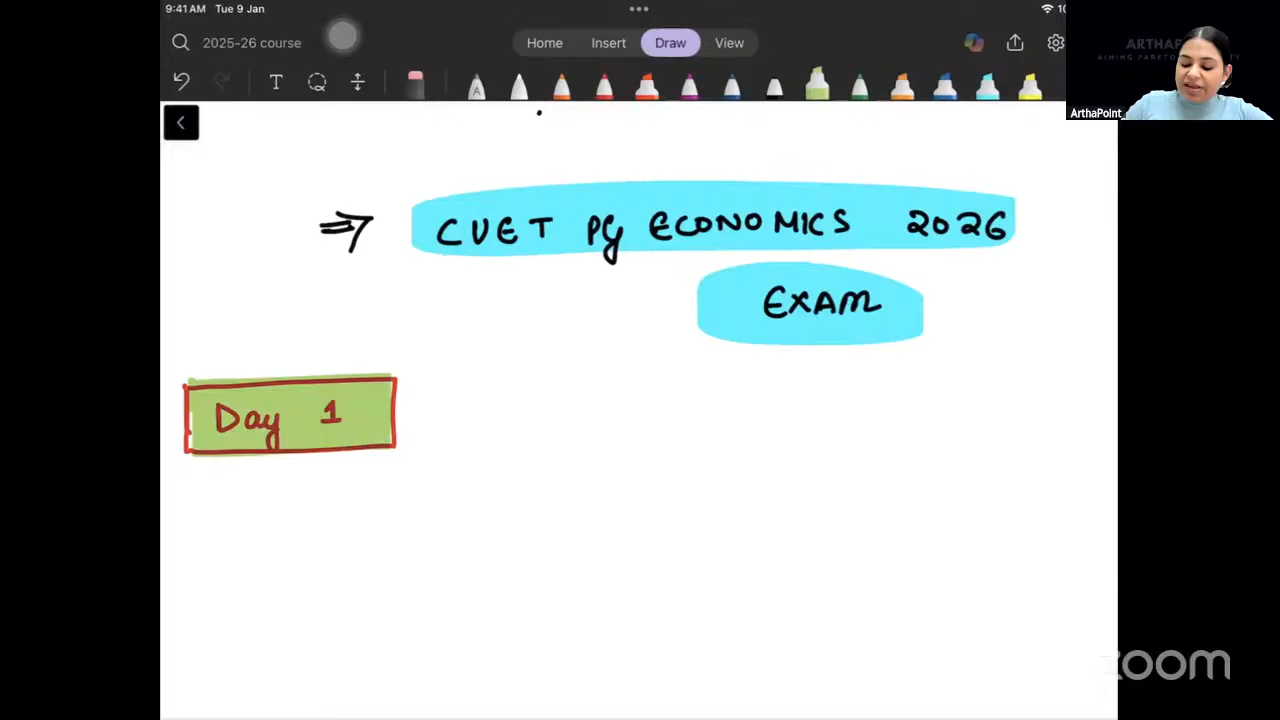 9:41 AM Tue 9 Jan
2025-26 course
Home Insert Draw View
T
A
⇒ CUET PG ECONOMICS 2026
EXAM
Day 1
ArthaPoint
zoom